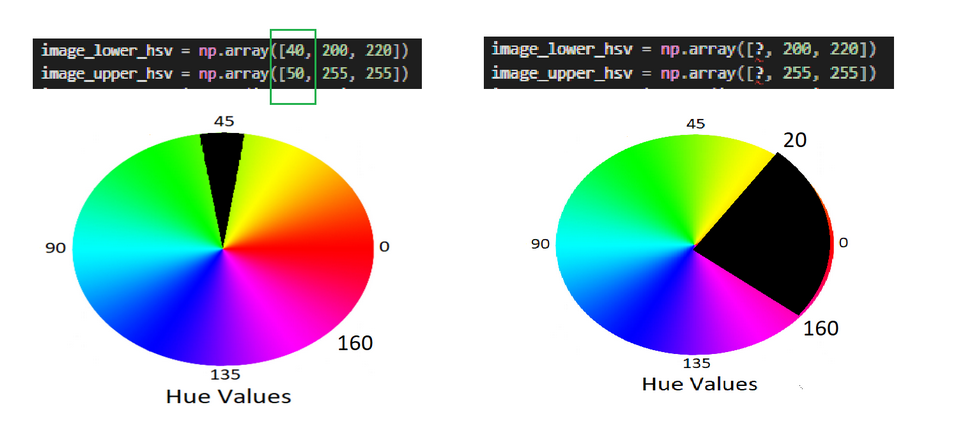 image_lower_hsv = np.array([40, 200, 220])
image_upper_hsv = np.array([50, 255, 255])
45
90
0
160
135
Hue Values
image_lower_hsv = np.array([?, 200, 220])
image_upper_hsv = np.array([?, 255, 255])
45
20
90
0
160
135
Hue Values